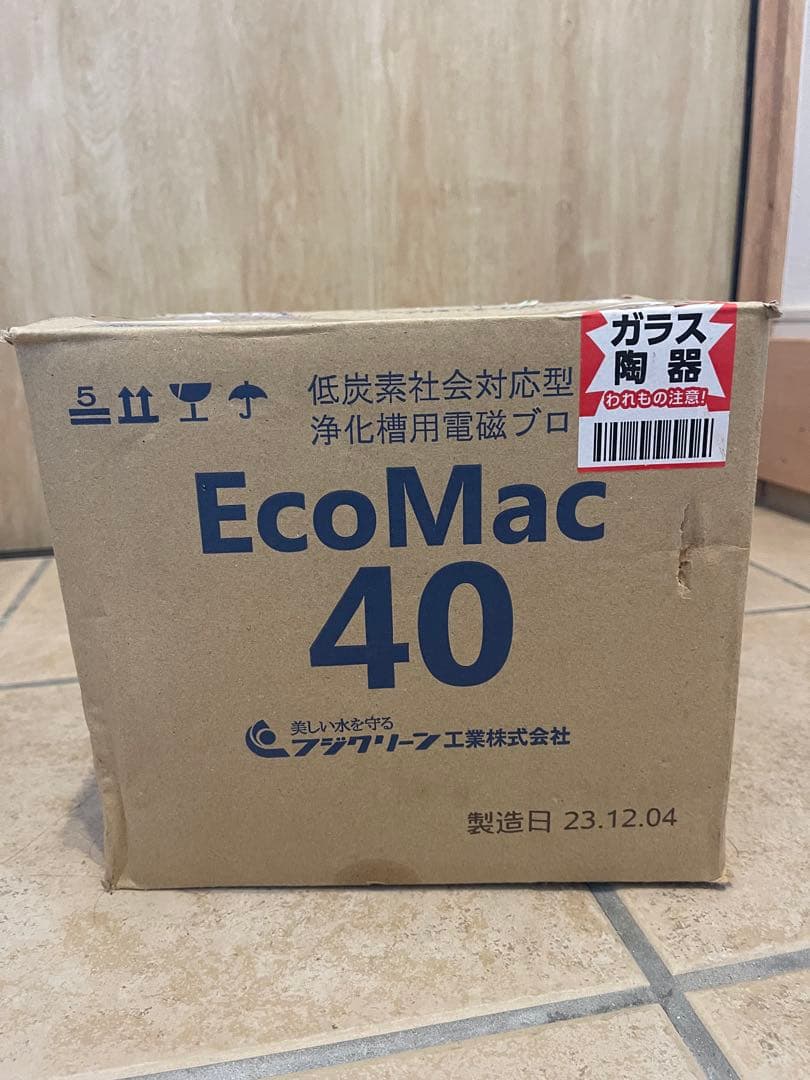 ガラス
陶器
われもの注意!
5
低炭素社会対応型
浄化槽用電磁ブロ
EcoMac
40
美しい水を守る
フジクリーン工業株式会社
製造日 23.12.04